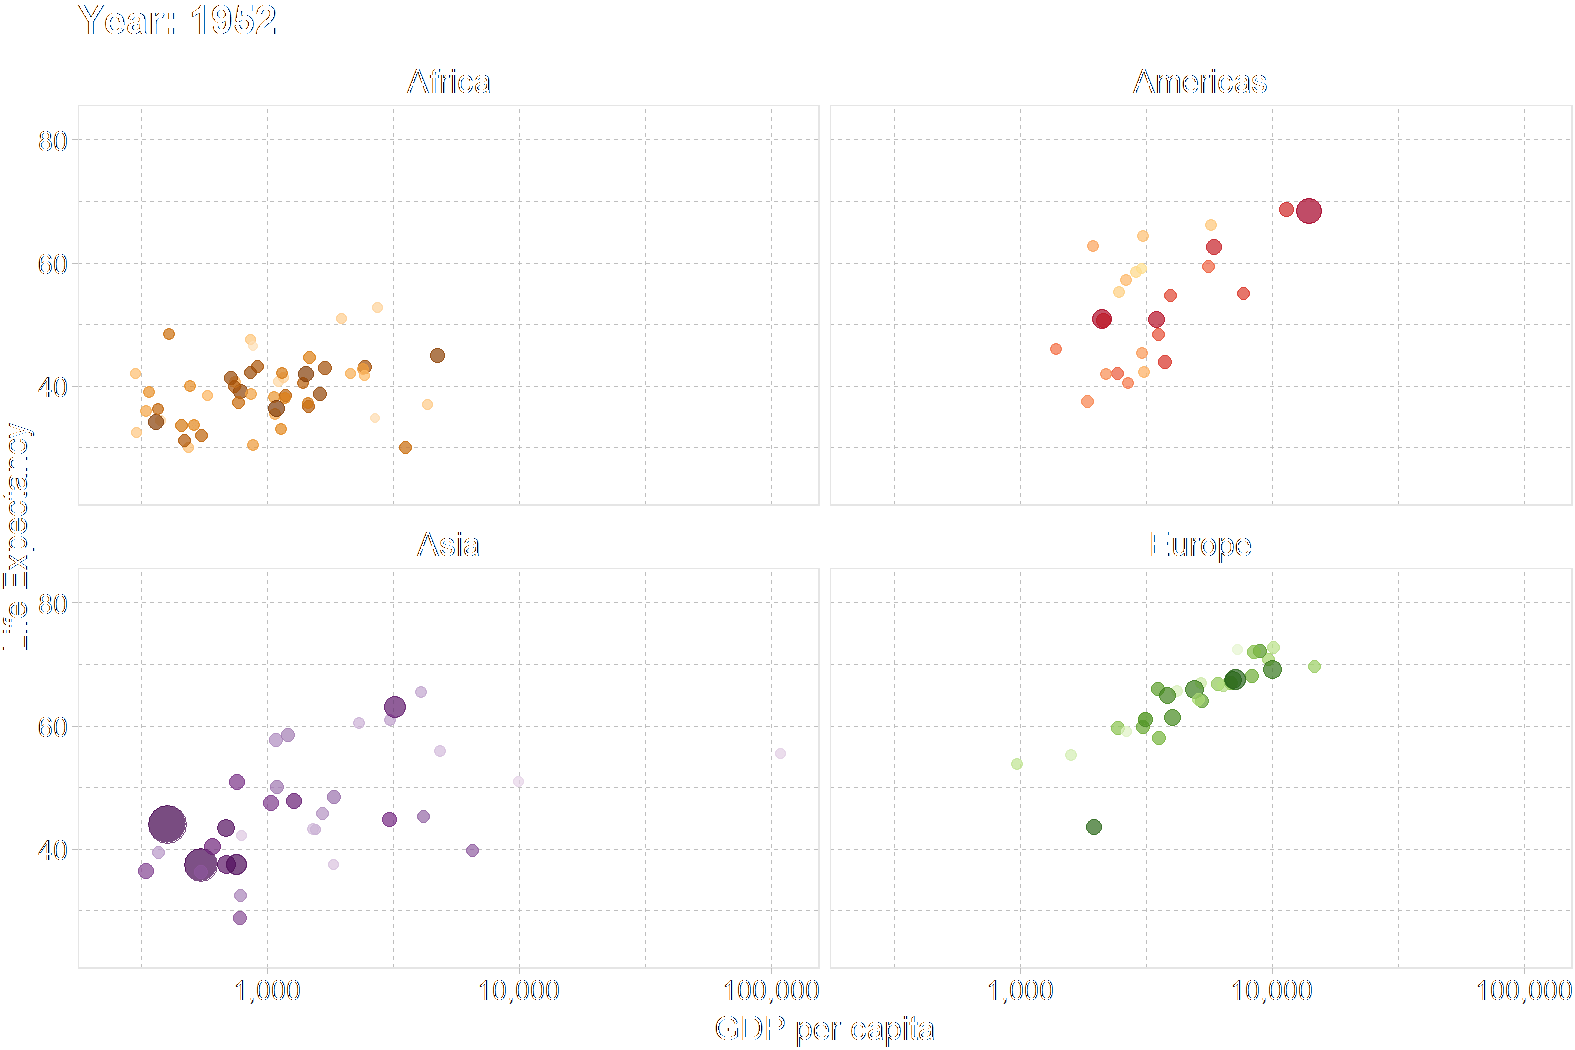 Year: 1952
Africa
Americas
80
60
40
Life Expectancy
Asia
Europe
80
60
40
1,000 10,000 100,000 1,000 10,000 100,000
GDP per capita